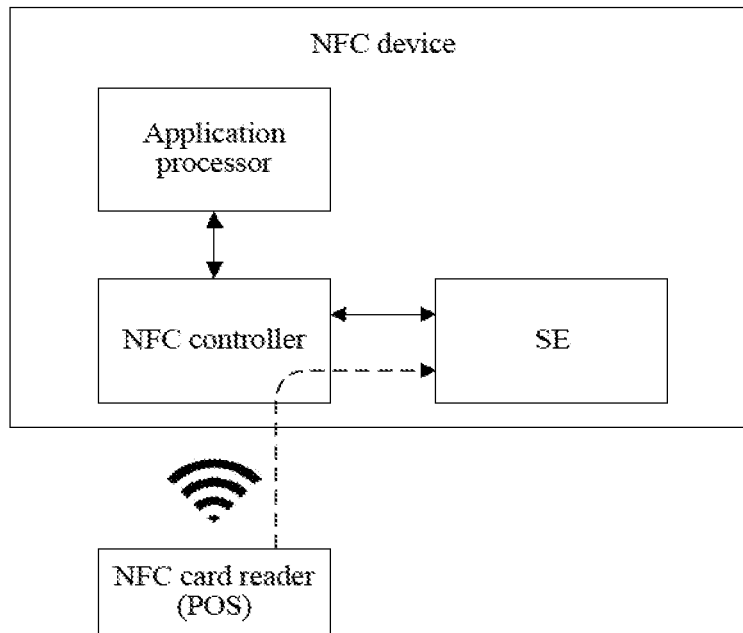 NFC device
Application
processor
NFC controller
SE
NFC card reader
(POS)